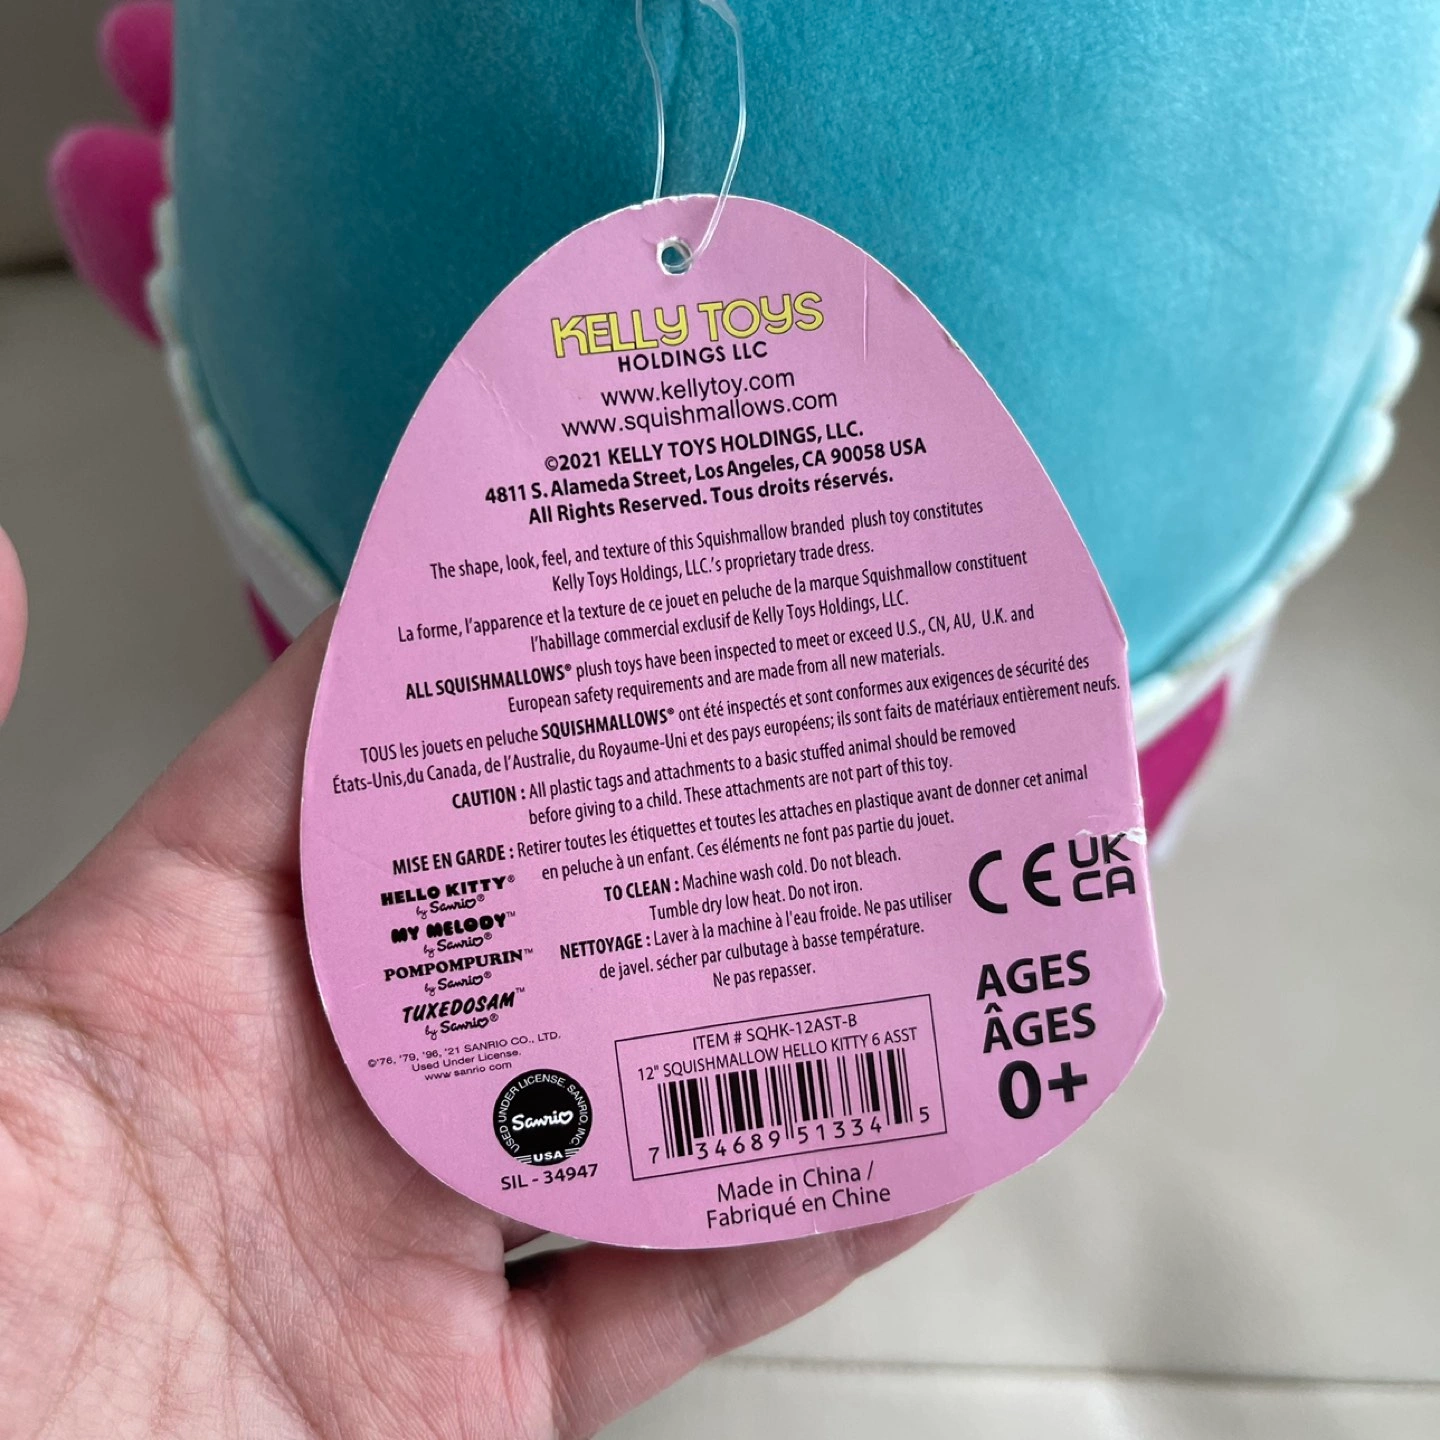 KELLY TOYS
HOLDINGS LLC
www.kellytoy.com
www.squishmallows.com
©2021 KELLY TOYS HOLDINGS, LLC.
4811 S. Alameda Street, Los Angeles, CA 90058 USA
All Rights Reserved. Tous droits réservés.
The shape, look, feel, and texture of this Squishmallow branded plush toy constitutes
Kelly Toys Holdings, LLC.'s proprietary trade dress.
La forme, l'apparence et la texture de ce jouet en peluche de la marque Squishmallow constituent
l'habillage commercial exclusif de Kelly Toys Holdings, LLC.
ALL SQUISHMALLOWS® plush toys have been inspected to meet or exceed U.S., CN, AU, U.K. and
European safety requirements and are made from all new materials.
TOUS les jouets en peluche SQUISHMALLOWS® ont été inspectés et sont conformes aux exigences de sécurité des
États-Unis,du Canada, de l'Australie, du Royaume-Uni et des pays européens; ils sont faits de matériaux entièrement neufs.
CAUTION : All plastic tags and attachments to a basic stuffed animal should be removed
before giving to a child. These attachments are not part of this toy.
MISE EN GARDE : Retirer toutes les étiquettes et toutes les attaches en plastique avant de donner cet animal
en peluche à un enfant. Ces éléments ne font pas partie du jouet.
TO CLEAN : Machine wash cold. Do not bleach.
Tumble dry low heat. Do not iron.
NETTOYAGE : Laver à la machine à l'eau froide. Ne pas utiliser
de javel. sécher par culbutage à basse température.
Ne pas repasser.
HELLO KITTY®
by Sanrio®
MY MELODY™
by Sanrio®
POMPOMPURIN™
by Sanrio®
TUXEDOSAM™
by Sanrio®
©'76, '79, '96, '21 SANRIO CO., LTD.
Used Under License.
www sanrio com
USED UNDER LICENSE. SANRIO, INC.
Sanrio
USA
SIL - 34947
ITEM # SQHK-12AST-B
12" SQUISHMALLOW HELLO KITTY 6 ASST
7 34689 51334 5
Made in China /
Fabriqué en Chine
CE UK
CA
AGES
ÂGES
0+